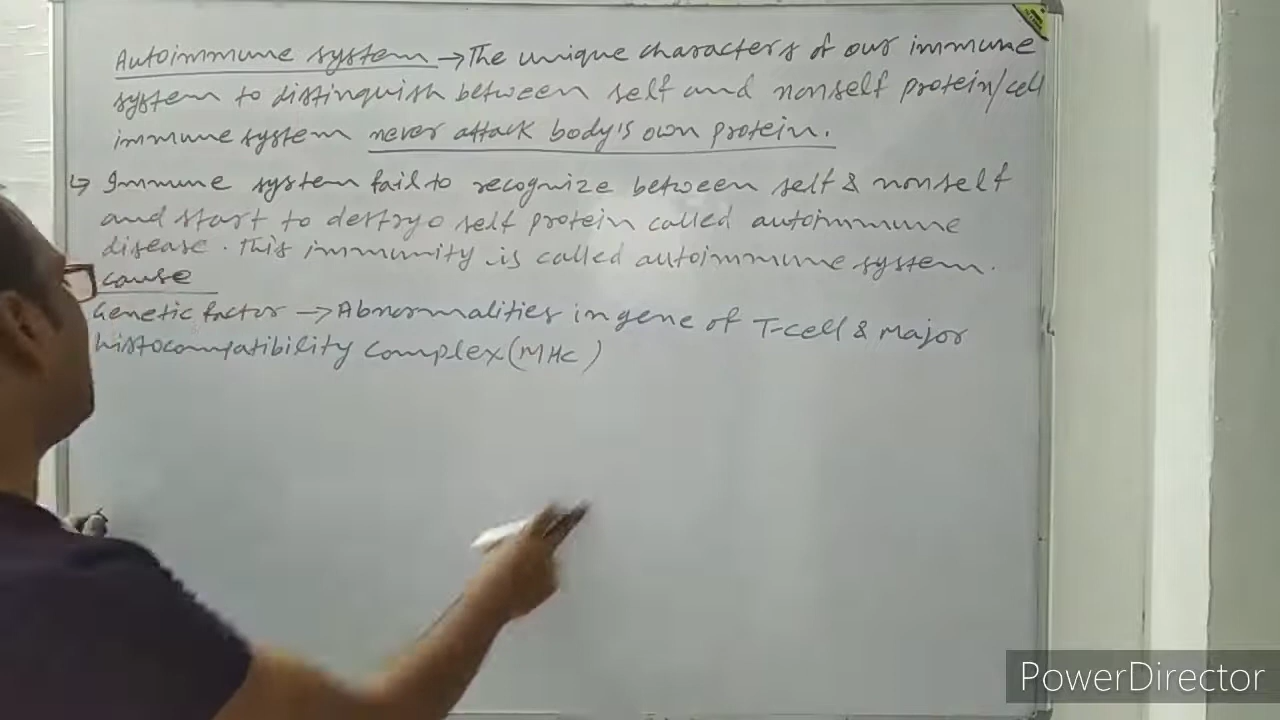 Autoimmune system → The unique characters of our immune
system to distinguish between self and nonself protein/cell
immune system never attack body's own protein.
↳ Immune system fail to recognize between self & nonself
and start to destryo self protein called autoimmune
disease. This immunity is called autoimmune system.
cause
Genetic factor → Abnormalities in gene of T-cell & Major
histocompatibility complex (MHC)
PowerDirector